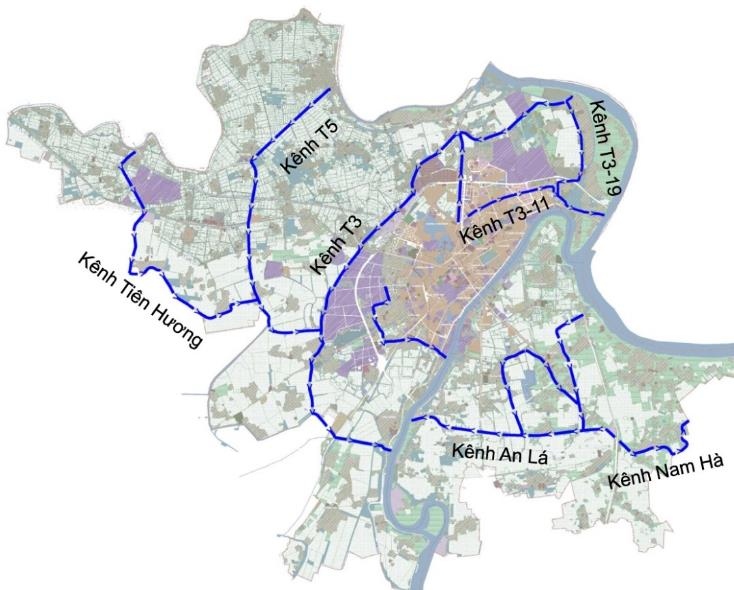 Kênh T5
Kênh T3-19
Kênh T3
Kênh T3-11
Kênh Tiên Hương
Kênh An Lá
Kênh Nam Hà